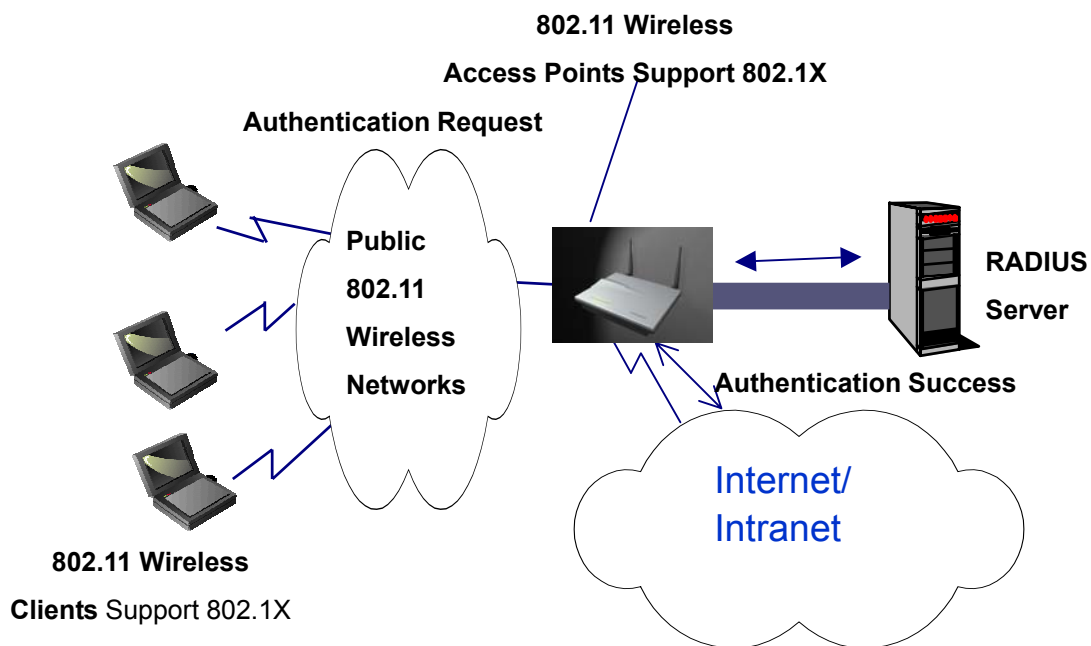 802.11 Wireless
Access Points Support 802.1X
Authentication Request
Public
802.11
Wireless
Networks
RADIUS
Server
Authentication Success
Internet/
Intranet
802.11 Wireless
Clients Support 802.1X